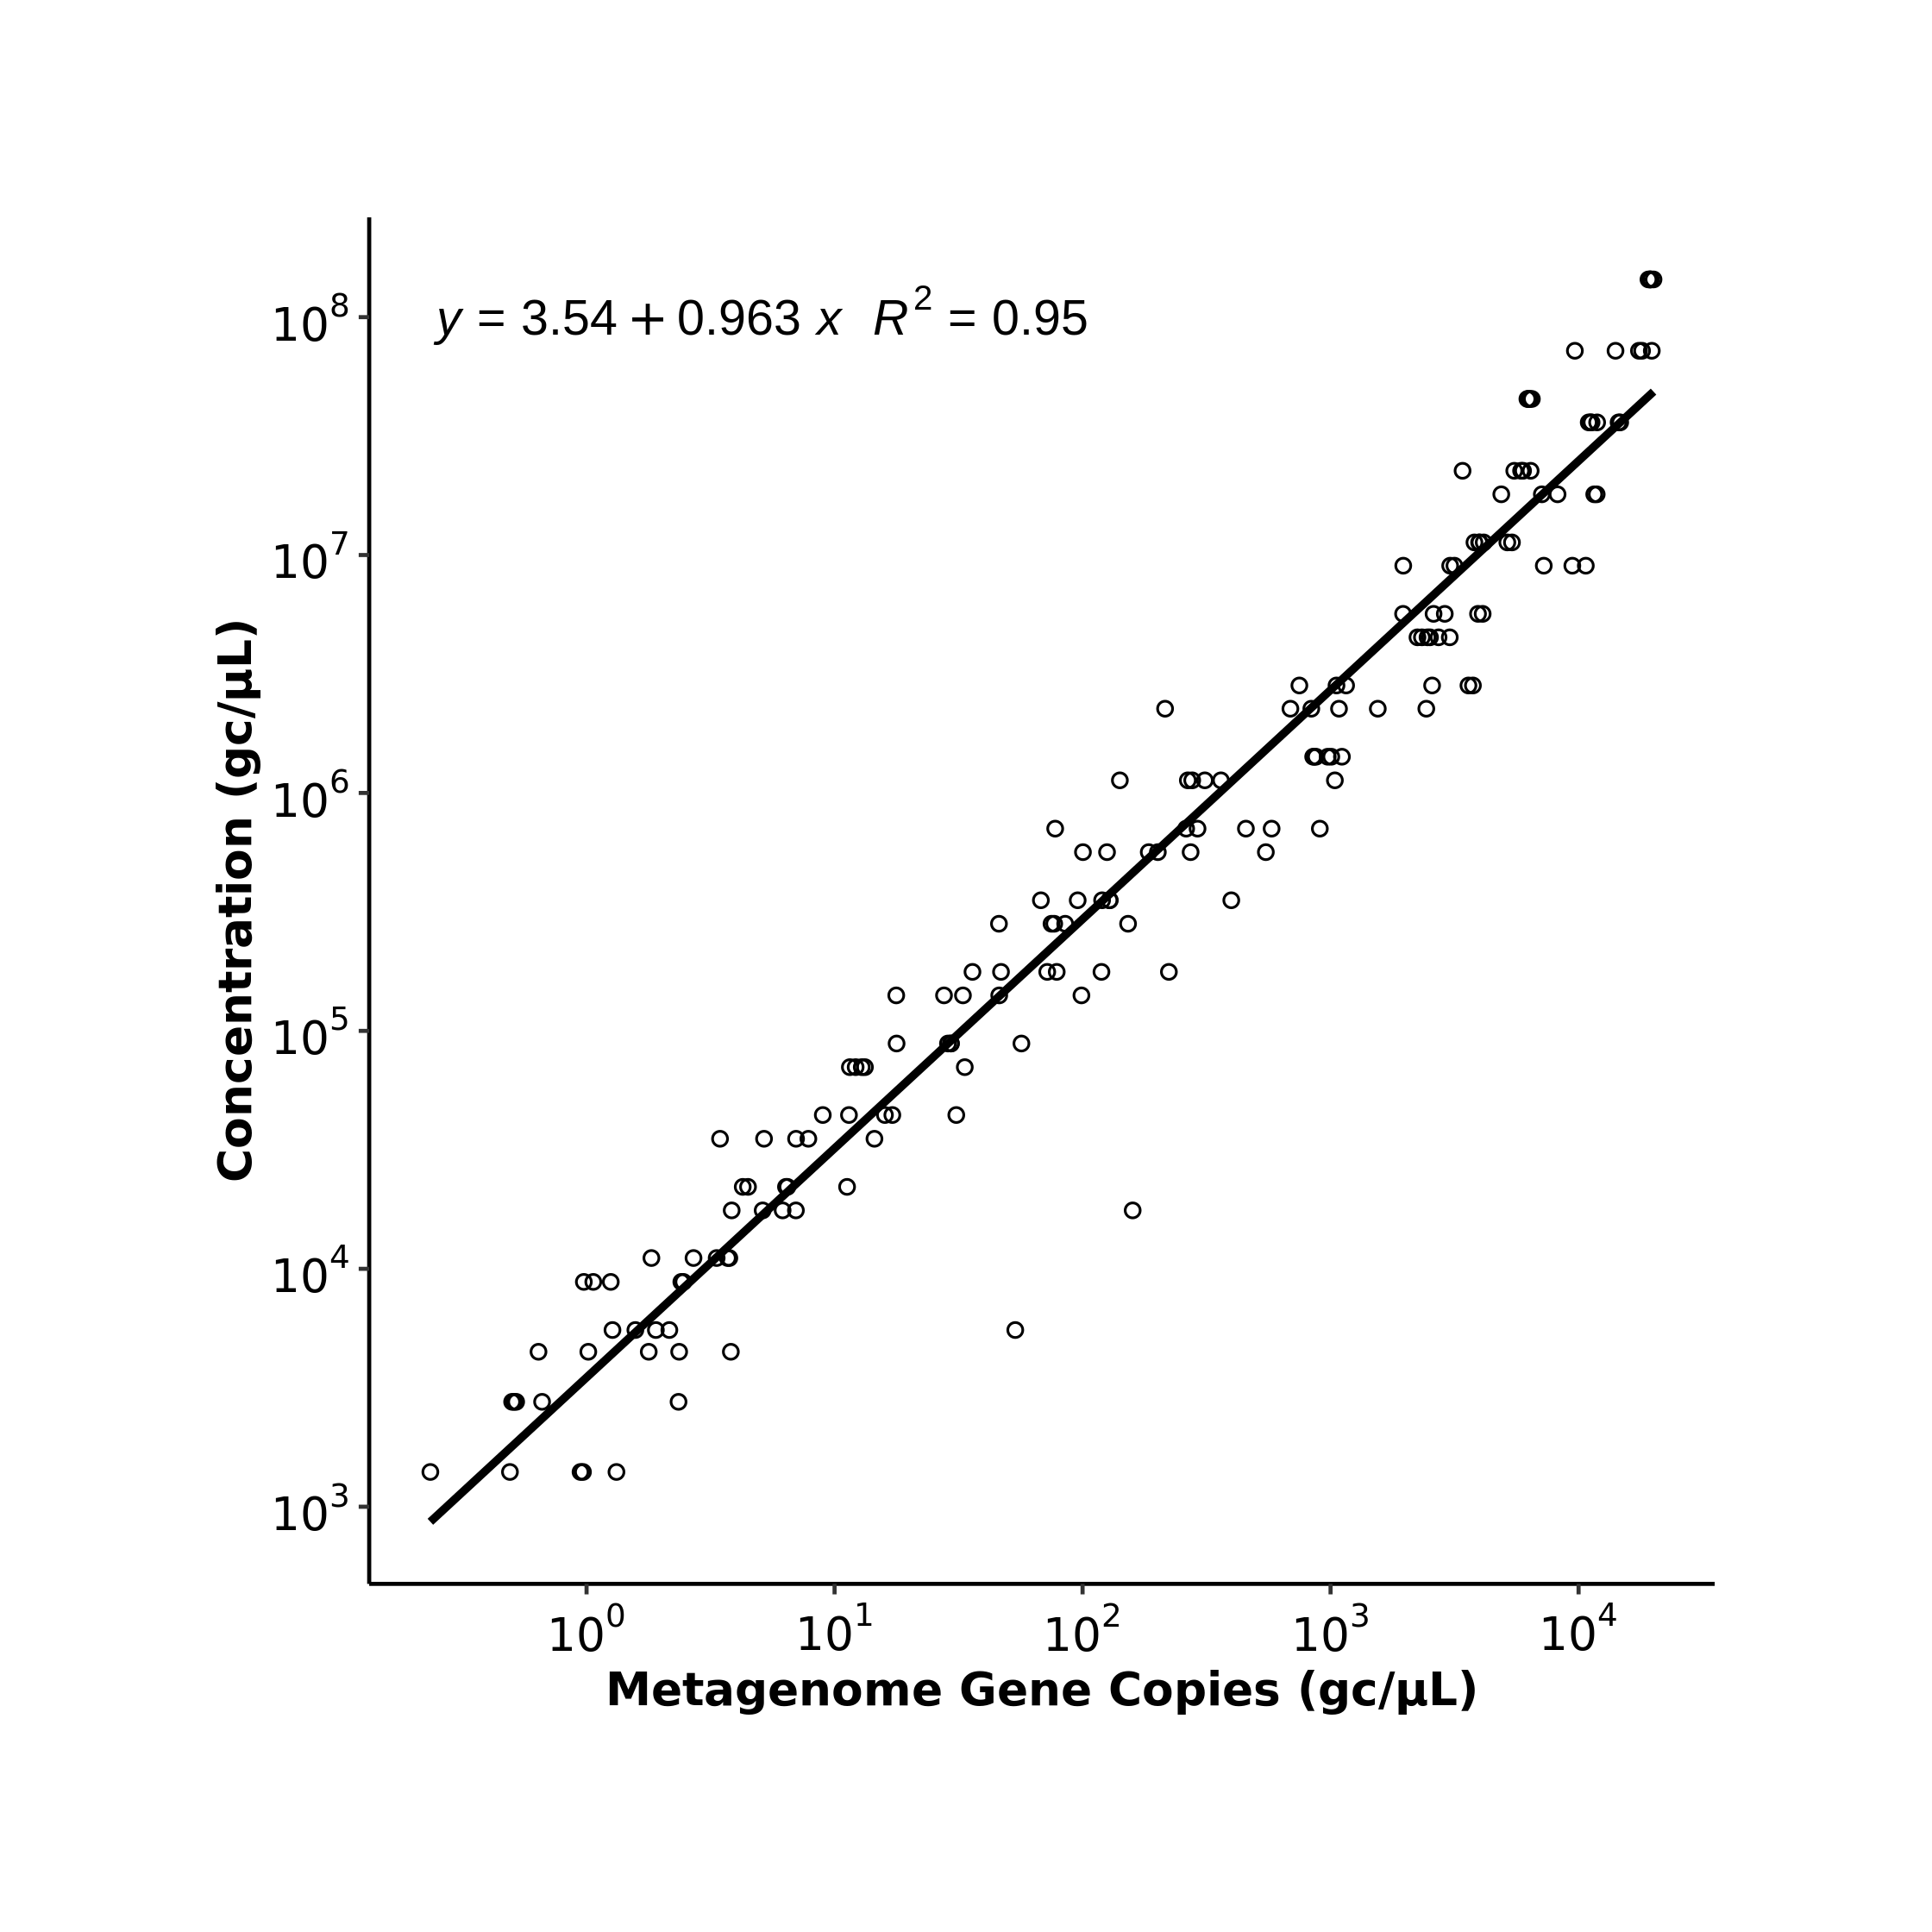 y = 3.54 + 0.963 x  R² = 0.95
10⁸
10⁷
10⁶
10⁵
10⁴
10³
Concentration (gc/µL)
10⁰ 10¹ 10² 10³ 10⁴
Metagenome Gene Copies (gc/µL)